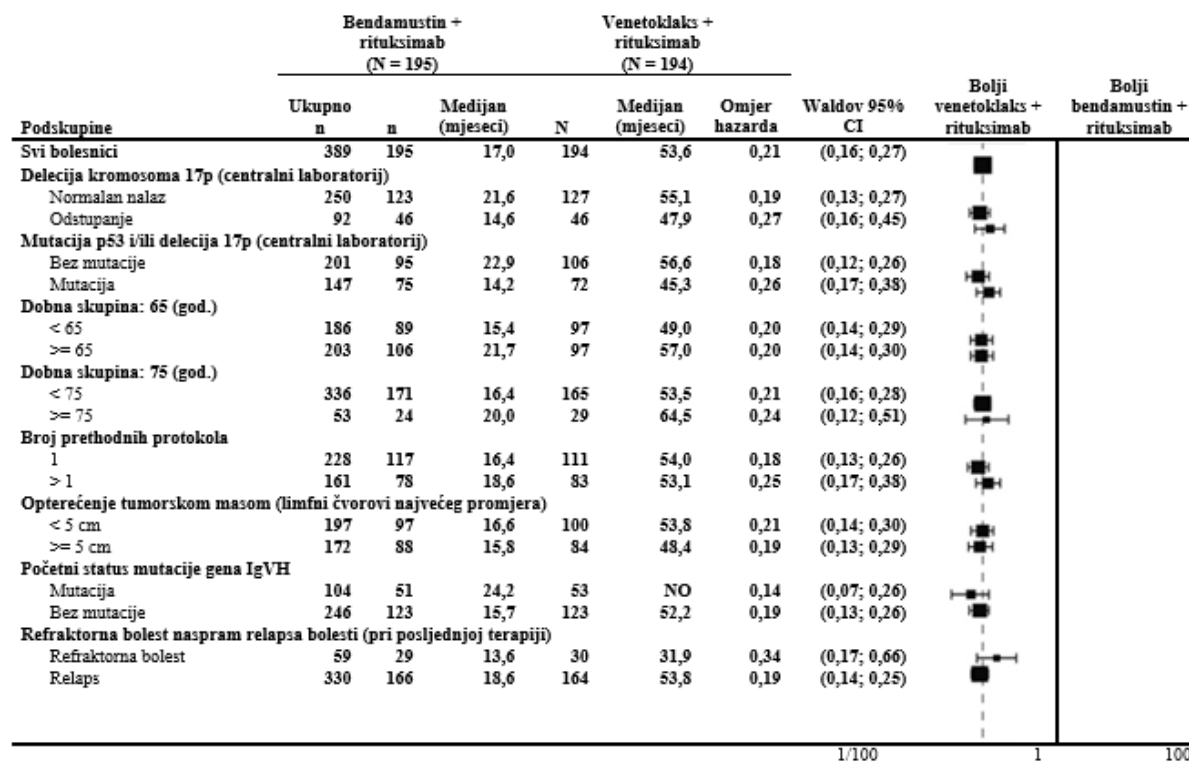 Bendamustin + Venetoklaks +
rituksimab rituksimab
(N = 195) (N = 194)
Bolji Bolji
Ukupno Medijan Medijan Omjer Waldov 95% venetoklaks + bendamustin +
Podskupine n n (mjeseci) N (mjeseci) hazarda CI rituksimab rituksimab
Svi bolesnici 389 195 17,0 194 53,6 0,21 (0,16; 0,27)
Delecija kromosoma 17p (centralni laboratorij)
Normalan nalaz 250 123 21,6 127 55,1 0,19 (0,13; 0,27)
Odstupanje 92 46 14,6 46 47,9 0,27 (0,16; 0,45)
Mutacija p53 i/ili delecija 17p (centralni laboratorij)
Bez mutacije 201 95 22,9 106 56,6 0,18 (0,12; 0,26)
Mutacija 147 75 14,2 72 45,3 0,26 (0,17; 0,38)
Dobna skupina: 65 (god.)
< 65 186 89 15,4 97 49,0 0,20 (0,14; 0,29)
>= 65 203 106 21,7 97 57,0 0,20 (0,14; 0,30)
Dobna skupina: 75 (god.)
< 75 336 171 16,4 165 53,5 0,21 (0,16; 0,28)
>= 75 53 24 20,0 29 64,5 0,24 (0,12; 0,51)
Broj prethodnih protokola
1 228 117 16,4 111 54,0 0,18 (0,13; 0,26)
> 1 161 78 18,6 83 53,1 0,25 (0,17; 0,38)
Opterećenje tumorskom masom (limfni čvorovi najvećeg promjera)
< 5 cm 197 97 16,6 100 53,8 0,21 (0,14; 0,30)
>= 5 cm 172 88 15,8 84 48,4 0,19 (0,13; 0,29)
Početni status mutacije gena IgVH
Mutacija 104 51 24,2 53 NO 0,14 (0,07; 0,26)
Bez mutacije 246 123 15,7 123 52,2 0,19 (0,13; 0,26)
Refraktorna bolest naspram relapsa bolesti (pri posljednjoj terapiji)
Refraktorna bolest 59 29 13,6 30 31,9 0,34 (0,17; 0,66)
Relaps 330 166 18,6 164 53,8 0,19 (0,14; 0,25)
1/100 1 100